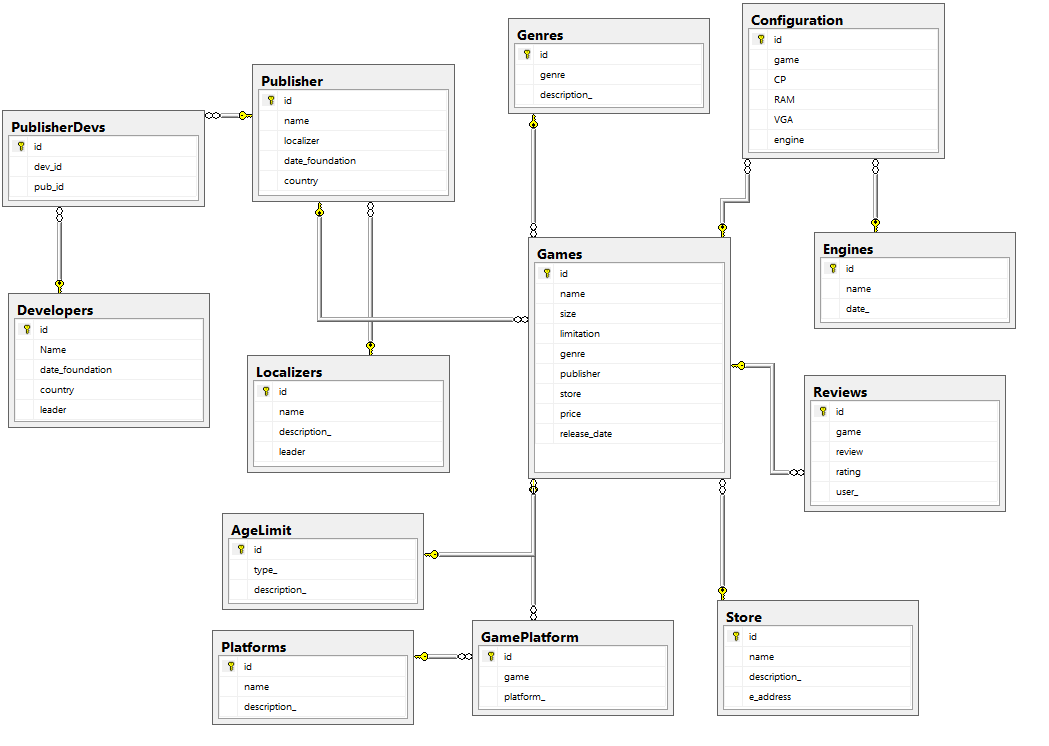 Genres
id
genre
description_
Configuration
id
game
CP
RAM
VGA
engine
Publisher
id
name
localizer
date_foundation
country
PublisherDevs
id
dev_id
pub_id
Games
id
name
size
limitation
genre
publisher
store
price
release_date
Engines
id
name
date_
Developers
id
Name
date_foundation
country
leader
Localizers
id
name
description_
leader
Reviews
id
game
review
rating
user_
AgeLimit
id
type_
description_
Platforms
id
name
description_
GamePlatform
id
game
platform_
Store
id
name
description_
e_address